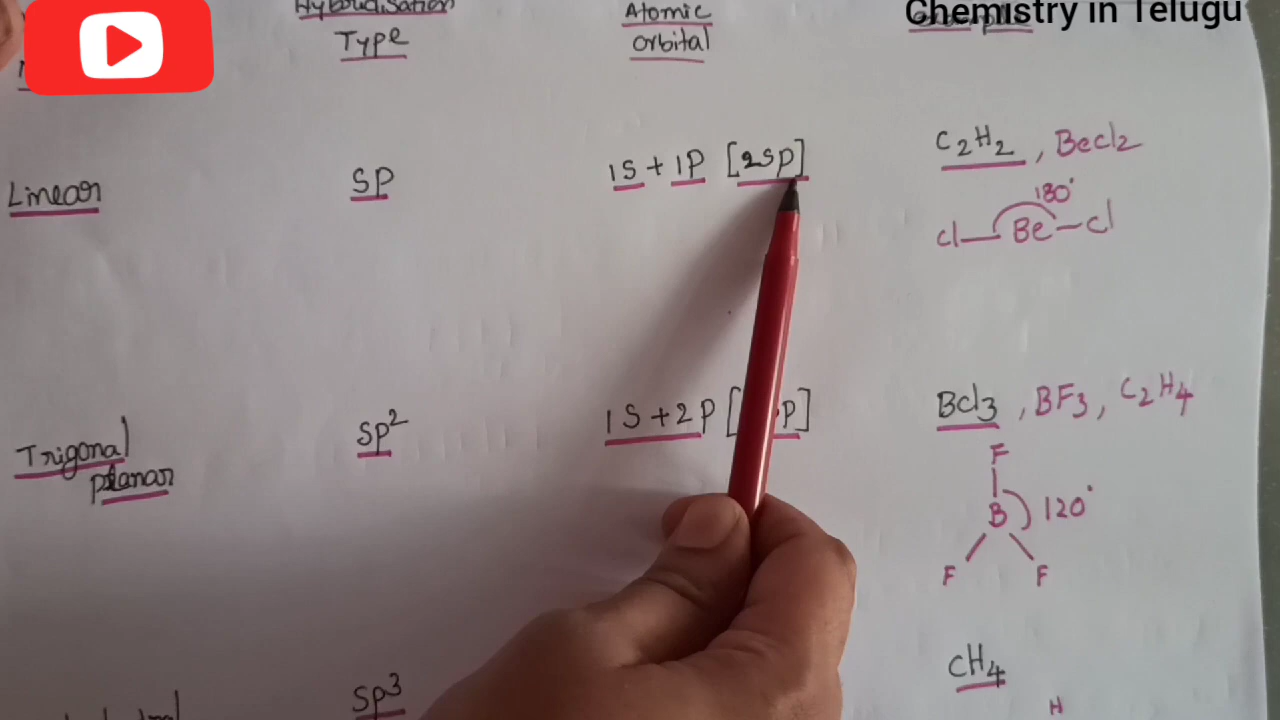 Hybridisation
Type
Atomic
orbital
Chemistry in Telugu
Linear
SP
1S + 1P [2SP]
C2H2, BeCl2
180°
Cl—Be—Cl
Trigonal
planar
SP2
1S + 2P [ P]
BCl3, BF3, C2H4
F
B 120°
F F
SP3
CH4
H